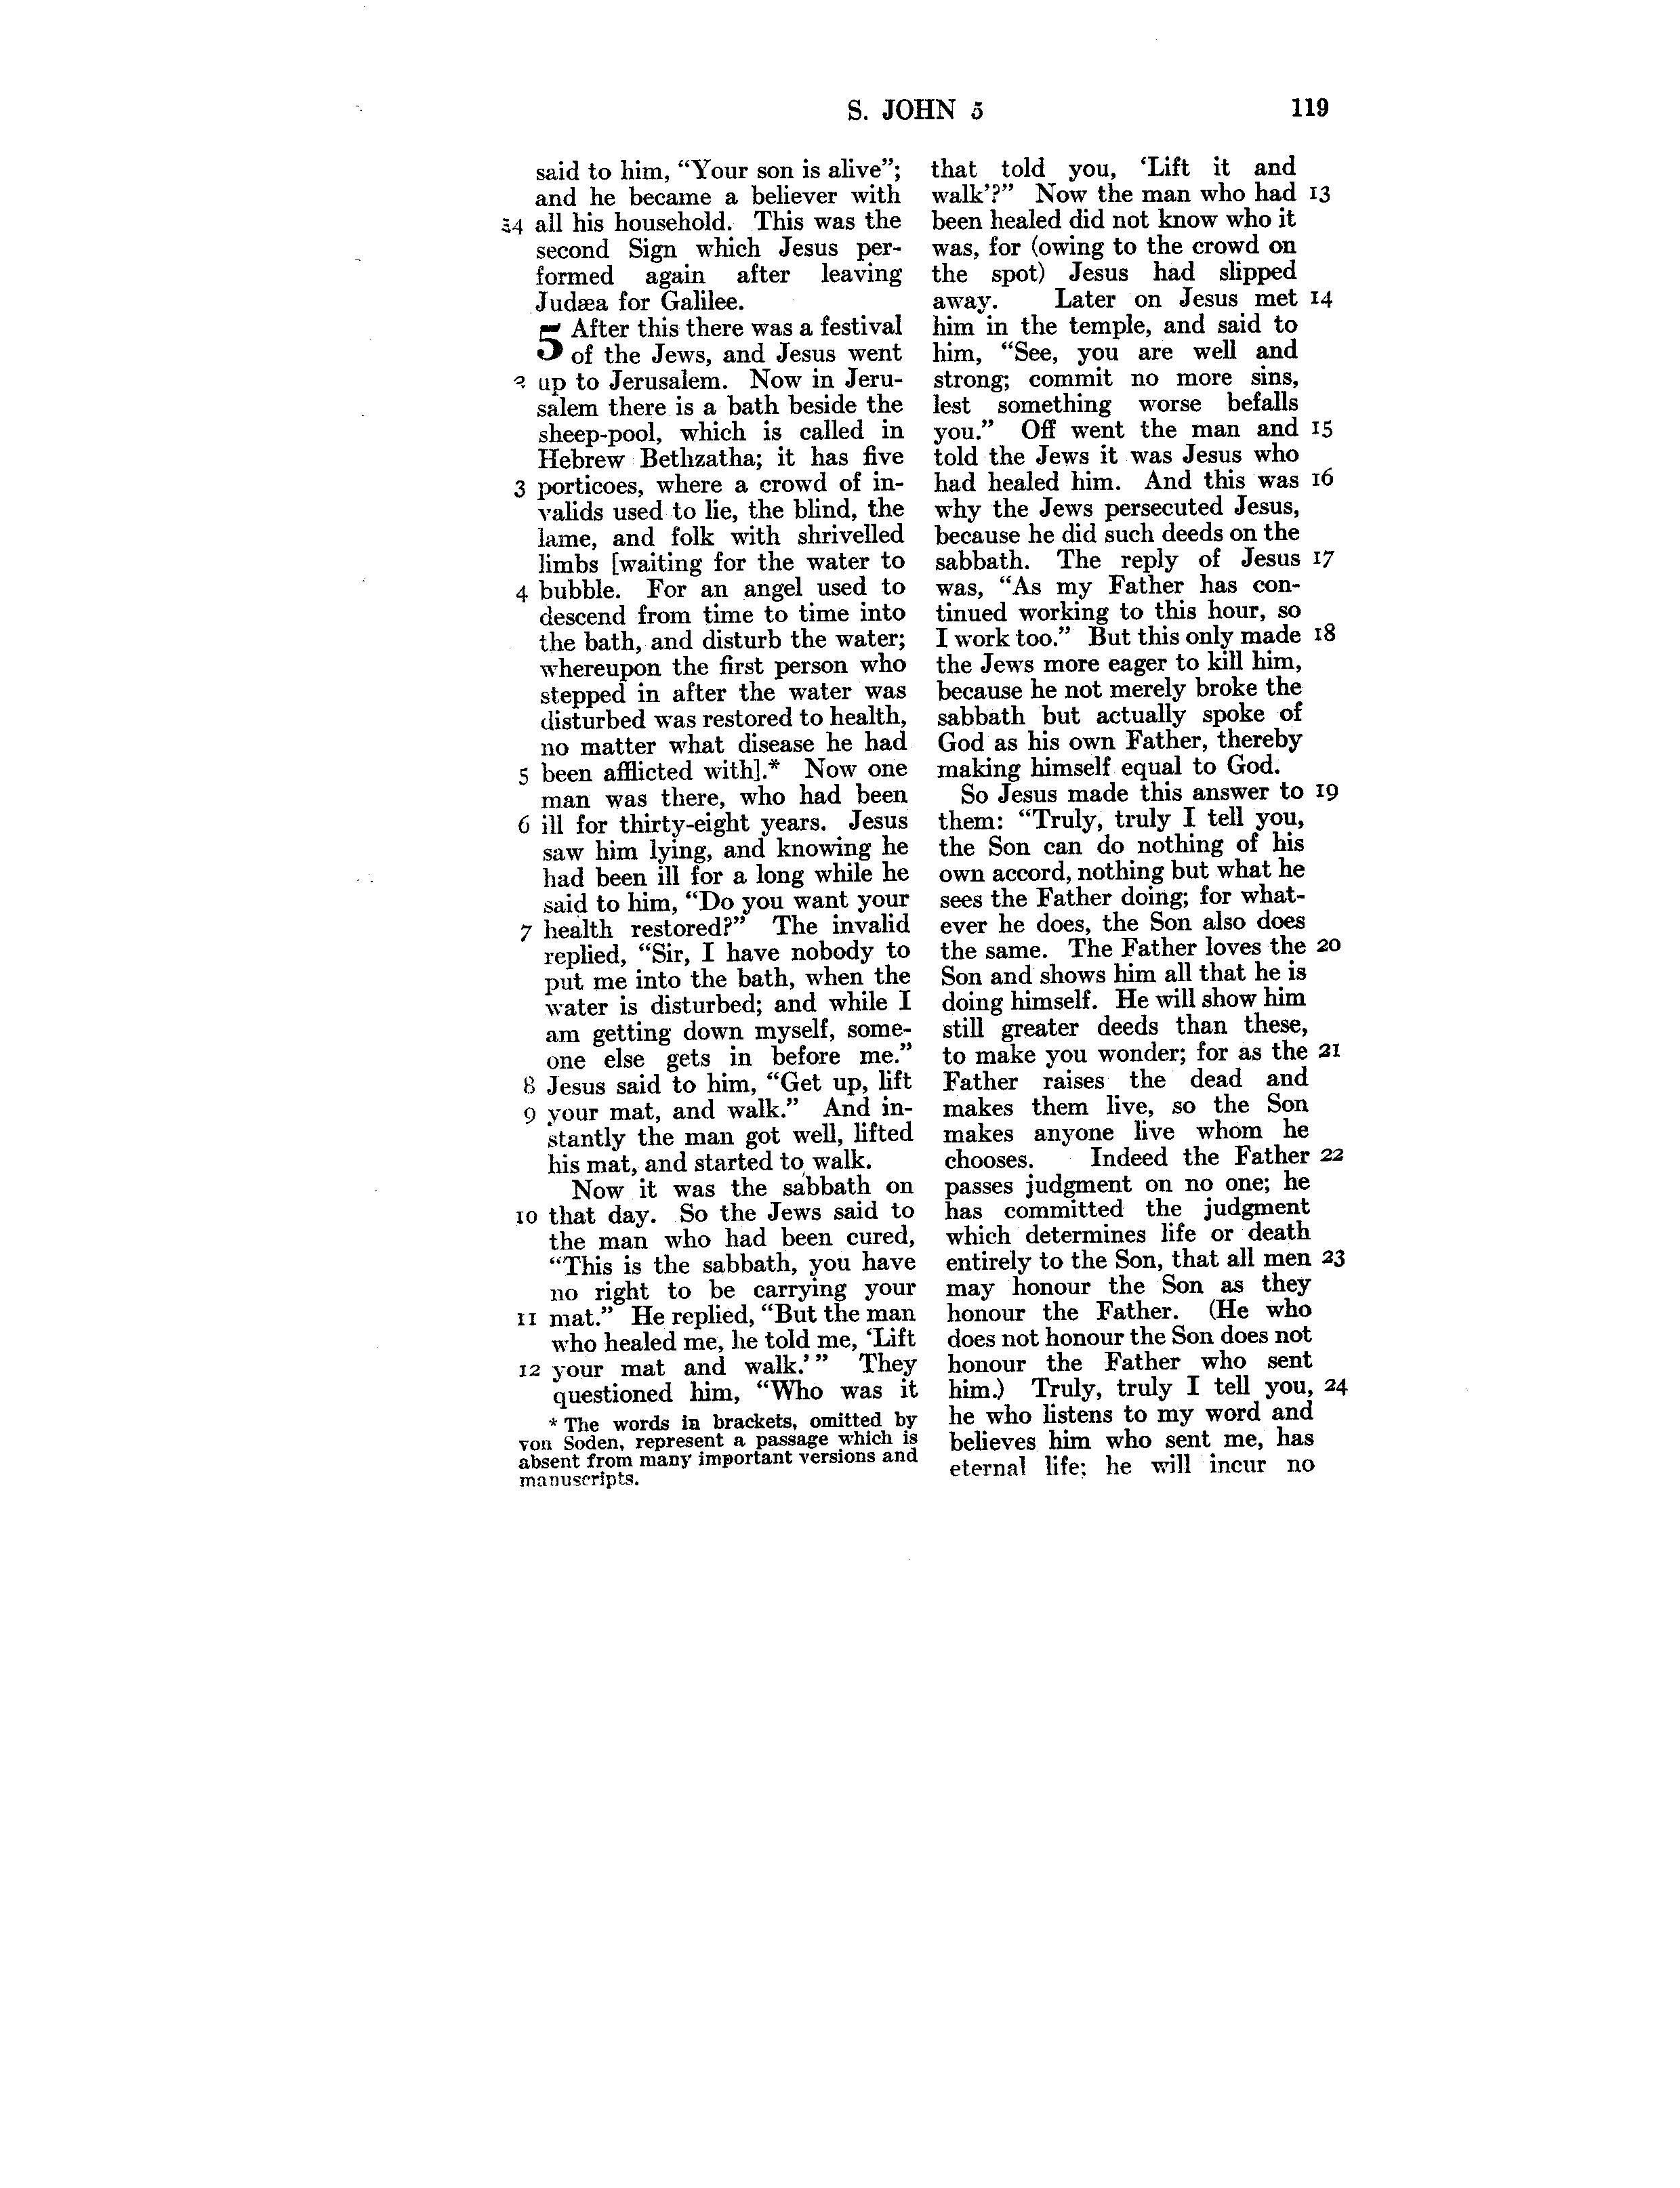 S. JOHN 5 119
said to him, “Your son is alive”;
and he became a believer with
54 all his household. This was the
second Sign which Jesus per-
formed again after leaving
Judæa for Galilee.
5 After this there was a festival
of the Jews, and Jesus went
2 up to Jerusalem. Now in Jeru-
salem there is a bath beside the
sheep-pool, which is called in
Hebrew Bethzatha; it has five
3 porticoes, where a crowd of in-
valids used to lie, the blind, the
lame, and folk with shrivelled
limbs [waiting for the water to
4 bubble. For an angel used to
descend from time to time into
the bath, and disturb the water;
whereupon the first person who
stepped in after the water was
disturbed was restored to health,
no matter what disease he had
5 been afflicted with].* Now one
man was there, who had been
6 ill for thirty-eight years. Jesus
saw him lying, and knowing he
had been ill for a long while he
said to him, “Do you want your
7 health restored?” The invalid
replied, “Sir, I have nobody to
put me into the bath, when the
water is disturbed; and while I
am getting down myself, some-
one else gets in before me.”
8 Jesus said to him, “Get up, lift
9 your mat, and walk.” And in-
stantly the man got well, lifted
his mat, and started to walk.
Now it was the sabbath on
10 that day. So the Jews said to
the man who had been cured,
“This is the sabbath, you have
no right to be carrying your
11 mat.” He replied, “But the man
who healed me, he told me, ‘Lift
12 your mat and walk.’” They
questioned him, “Who was it
* The words in brackets, omitted by
von Soden, represent a passage which is
absent from many important versions and
manuscripts.
that told you, ‘Lift it and
walk’?” Now the man who had 13
been healed did not know who it
was, for (owing to the crowd on
the spot) Jesus had slipped
away. Later on Jesus met 14
him in the temple, and said to
him, “See, you are well and
strong; commit no more sins,
lest something worse befalls
you.” Off went the man and 15
told the Jews it was Jesus who
had healed him. And this was 16
why the Jews persecuted Jesus,
because he did such deeds on the
sabbath. The reply of Jesus 17
was, “As my Father has con-
tinued working to this hour, so
I work too.” But this only made 18
the Jews more eager to kill him,
because he not merely broke the
sabbath but actually spoke of
God as his own Father, thereby
making himself equal to God.
So Jesus made this answer to 19
them: “Truly, truly I tell you,
the Son can do nothing of his
own accord, nothing but what he
sees the Father doing; for what-
ever he does, the Son also does
the same. The Father loves the 20
Son and shows him all that he is
doing himself. He will show him
still greater deeds than these,
to make you wonder; for as the 21
Father raises the dead and
makes them live, so the Son
makes anyone live whom he
chooses. Indeed the Father 22
passes judgment on no one; he
has committed the judgment
which determines life or death
entirely to the Son, that all men 23
may honour the Son as they
honour the Father. (He who
does not honour the Son does not
honour the Father who sent
him.) Truly, truly I tell you, 24
he who listens to my word and
believes him who sent me, has
eternal life; he will incur no